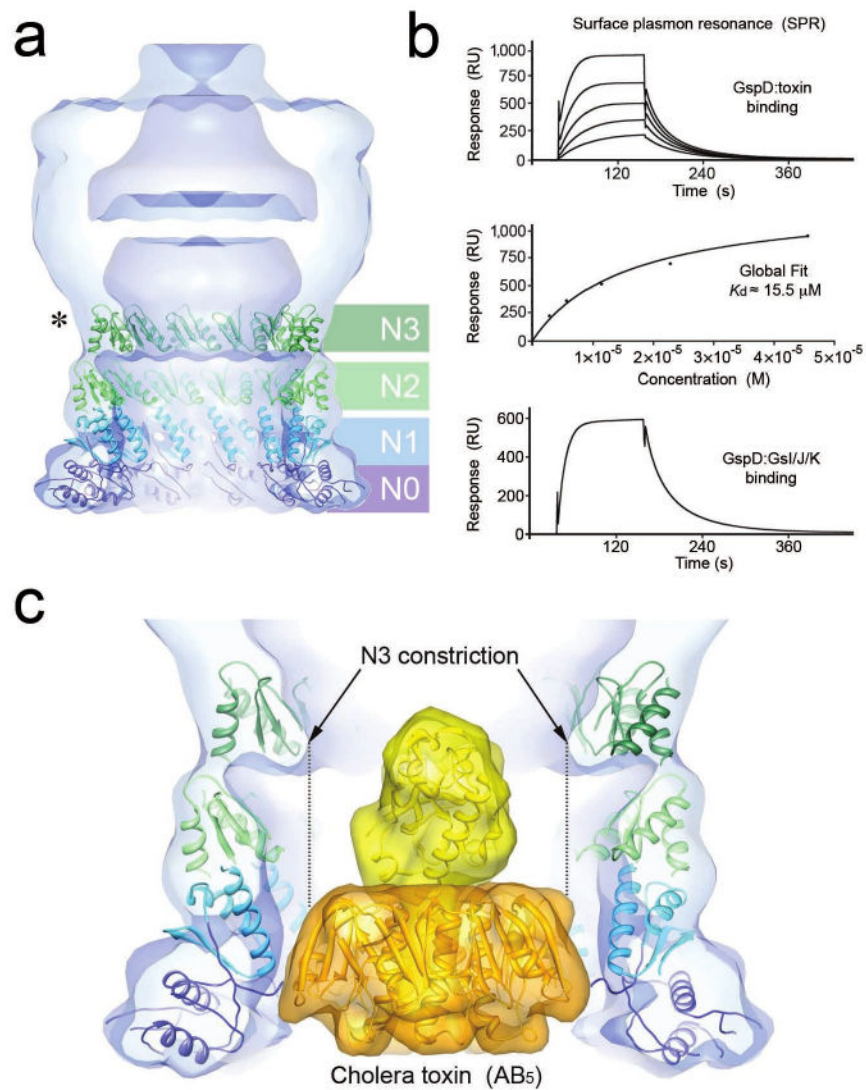 a
*
N3
N2
N1
N0
b
Surface plasmon resonance (SPR)
Response (RU)
1,000
750
500
250
0
GspD:toxin
binding
120 240 360
Time (s)
Response (RU)
1,000
750
500
250
0
Global Fit
Kd ≈ 15.5 μM
1×10⁻⁵ 2×10⁻⁵ 3×10⁻⁵ 4×10⁻⁵ 5×10⁻⁵
Concentration (M)
Response (RU)
600
400
200
0
GspD:GsI/J/K
binding
120 240 360
Time (s)
c
N3 constriction
Cholera toxin (AB₅)